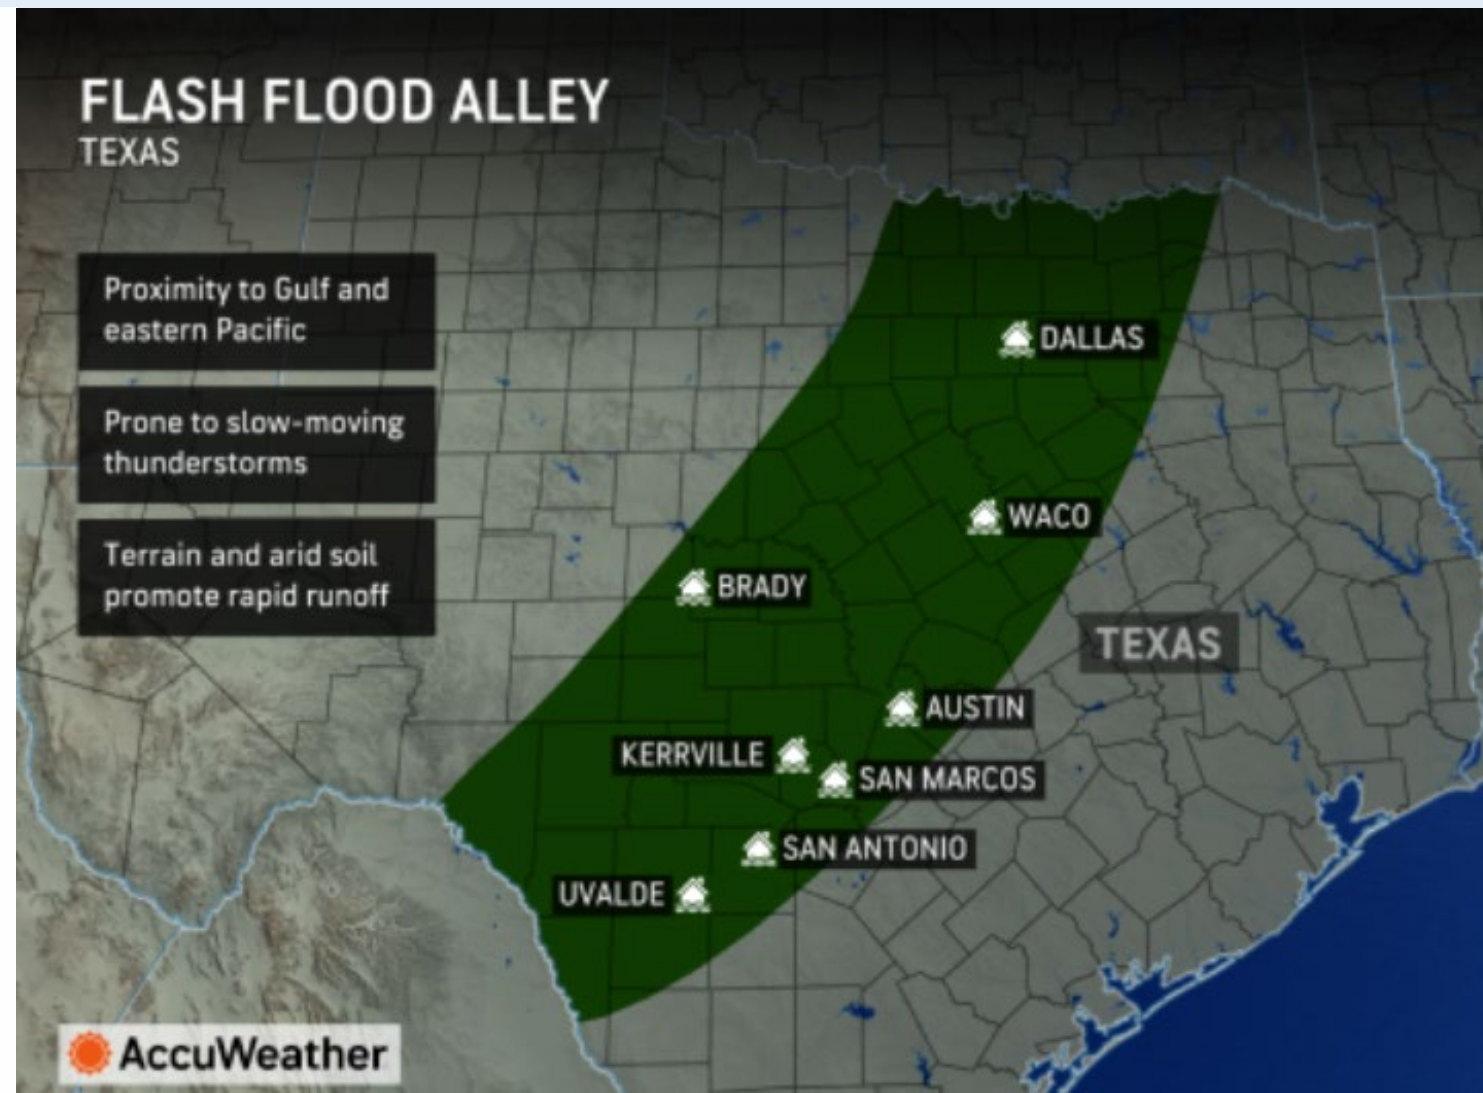 FLASH FLOOD ALLEY
TEXAS
Proximity to Gulf and
eastern Pacific
Prone to slow-moving
thunderstorms
Terrain and arid soil
promote rapid runoff
DALLAS
WACO
BRADY
TEXAS
AUSTIN
KERRVILLE
SAN MARCOS
SAN ANTONIO
UVALDE
AccuWeather